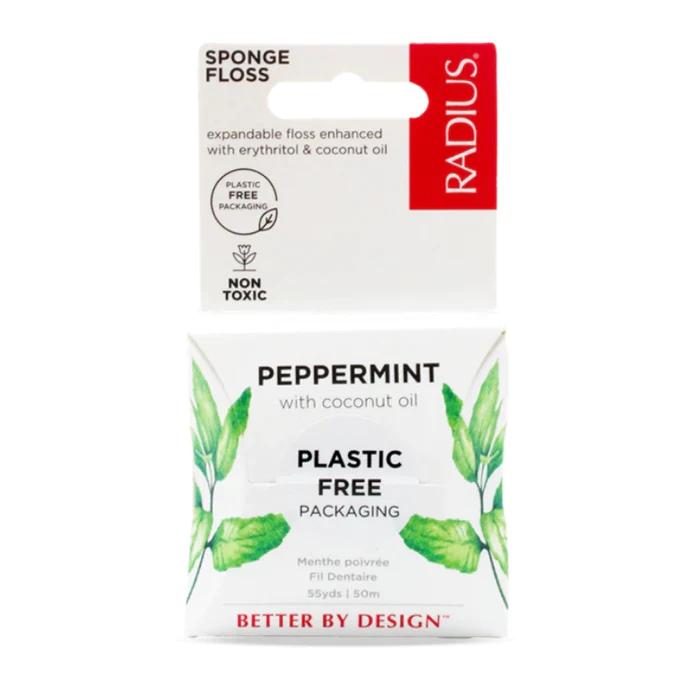 SPONGE
FLOSS
RADIUS®
expandable floss enhanced
with erythritol & coconut oil
PLASTIC
FREE
PACKAGING
NON
TOXIC
PEPPERMINT
with coconut oil
PLASTIC
FREE
PACKAGING
Menthe poivrée
Fil Dentaire
55yds | 50m
BETTER BY DESIGN™